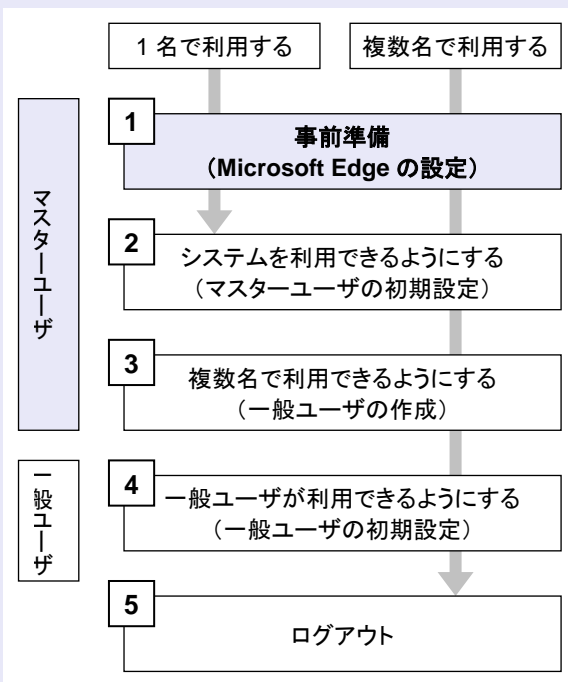 1 名で利用する
複数名で利用する
マスターユーザ
1
事前準備
（Microsoft Edge の設定）
2
システムを利用できるようにする
（マスターユーザの初期設定）
3
複数名で利用できるようにする
（一般ユーザの作成）
一般ユーザ
4
一般ユーザが利用できるようにする
（一般ユーザの初期設定）
5
ログアウト